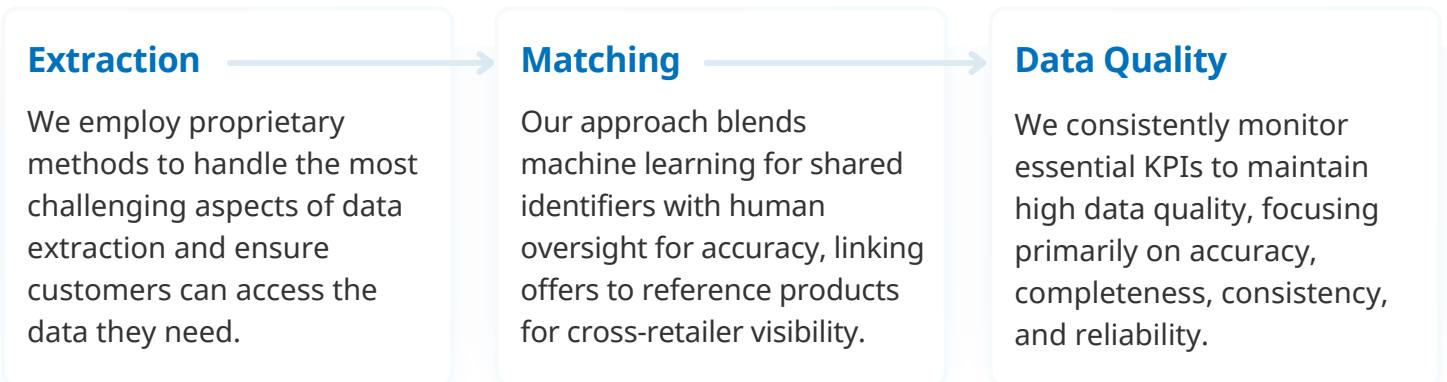 Extraction
We employ proprietary
methods to handle the most
challenging aspects of data
extraction and ensure
customers can access the
data they need.
Matching
Our approach blends
machine learning for shared
identifiers with human
oversight for accuracy, linking
offers to reference products
for cross-retailer visibility.
Data Quality
We consistently monitor
essential KPIs to maintain
high data quality, focusing
primarily on accuracy,
completeness, consistency,
and reliability.